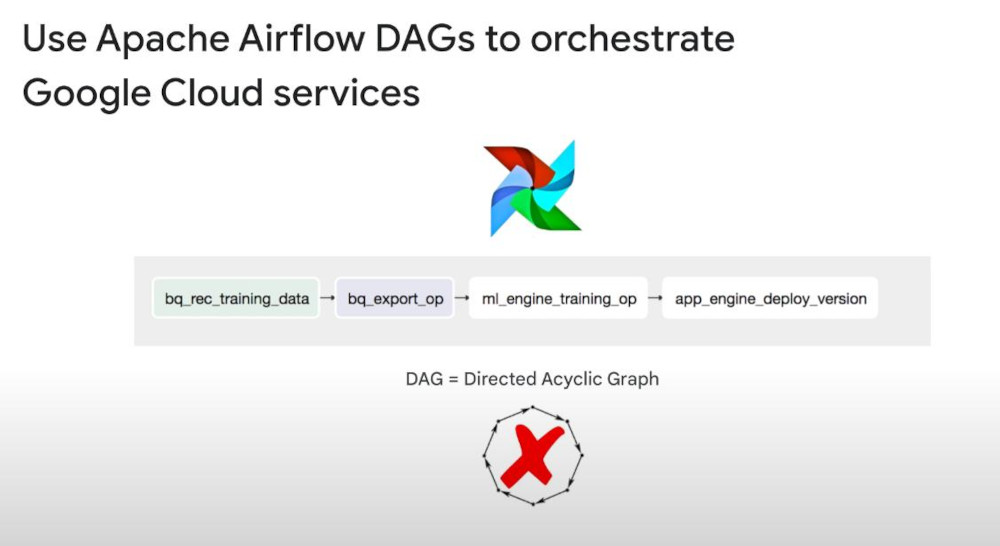 Use Apache Airflow DAGs to orchestrate
Google Cloud services
bq_rec_training_data
bq_export_op
ml_engine_training_op
app_engine_deploy_version
DAG = Directed Acyclic Graph